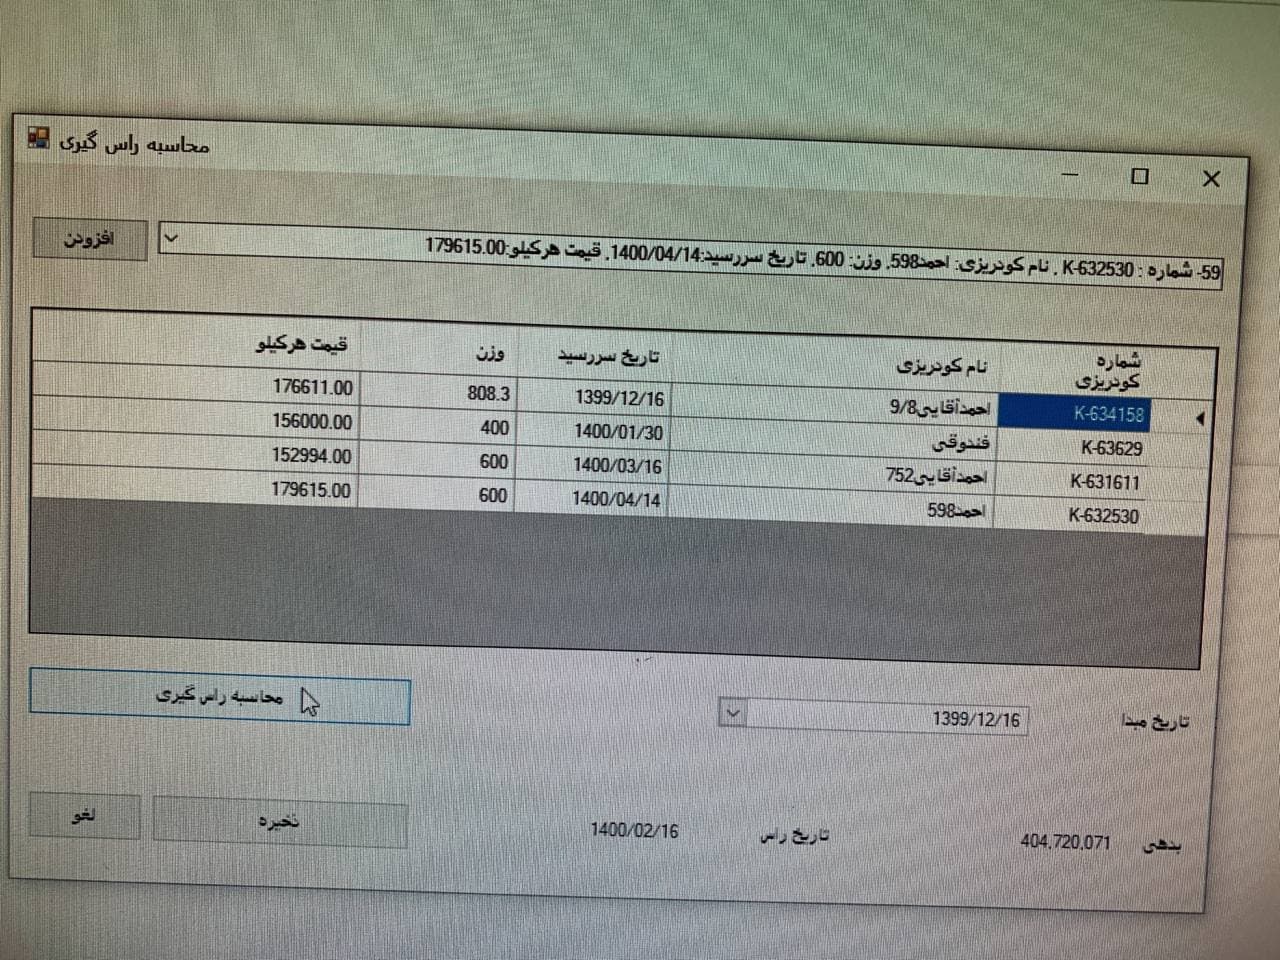 محاسبه راس گیری
59- شماره : K-632530 , نام کودریزی: احمد598, وزن: 600, تاریخ سررسید:1400/04/14, قیمت هرکیلو:179615.00
افزودن
شماره کودریزی نام کودریزی تاریخ سررسید وزن قیمت هرکیلو
K-634158 احمدآقایی9/8 1399/12/16 808.3 176611.00
K-63629 فندوقی 1400/01/30 400 156000.00
K-631611 احمدآقایی752 1400/03/16 600 152994.00
K-632530 احمد598 1400/04/14 600 179615.00
تاریخ مبدا 1399/12/16
محاسبه راس گیری
بدهی 404,720,071 تاریخ راس 1400/02/16
ذخیره
لغو